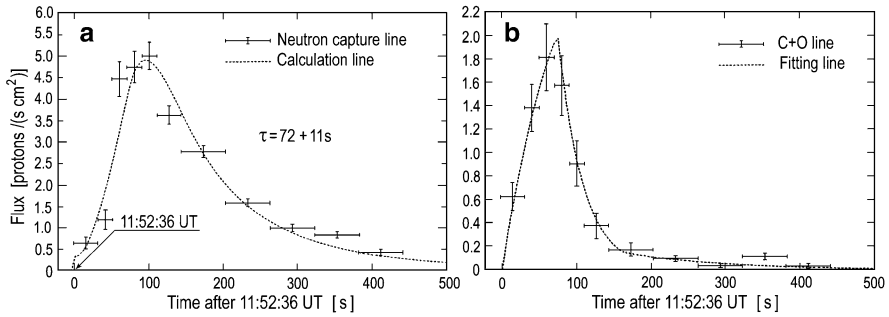 a
Neutron capture line
Calculation line
τ = 72 + 11s
11:52:36 UT
Flux [protons /(s cm²)]
6.0
5.5
5.0
4.5
4.0
3.5
3.0
2.5
2.0
1.5
1.0
0.5
0
0 100 200 300 400 500
Time after 11:52:36 UT [ s ]
b
C+O line
Fitting line
2.2
2.0
1.8
1.6
1.4
1.2
1.0
0.8
0.6
0.4
0.2
0
0 100 200 300 400 500
Time after 11:52:36 UT [ s ]